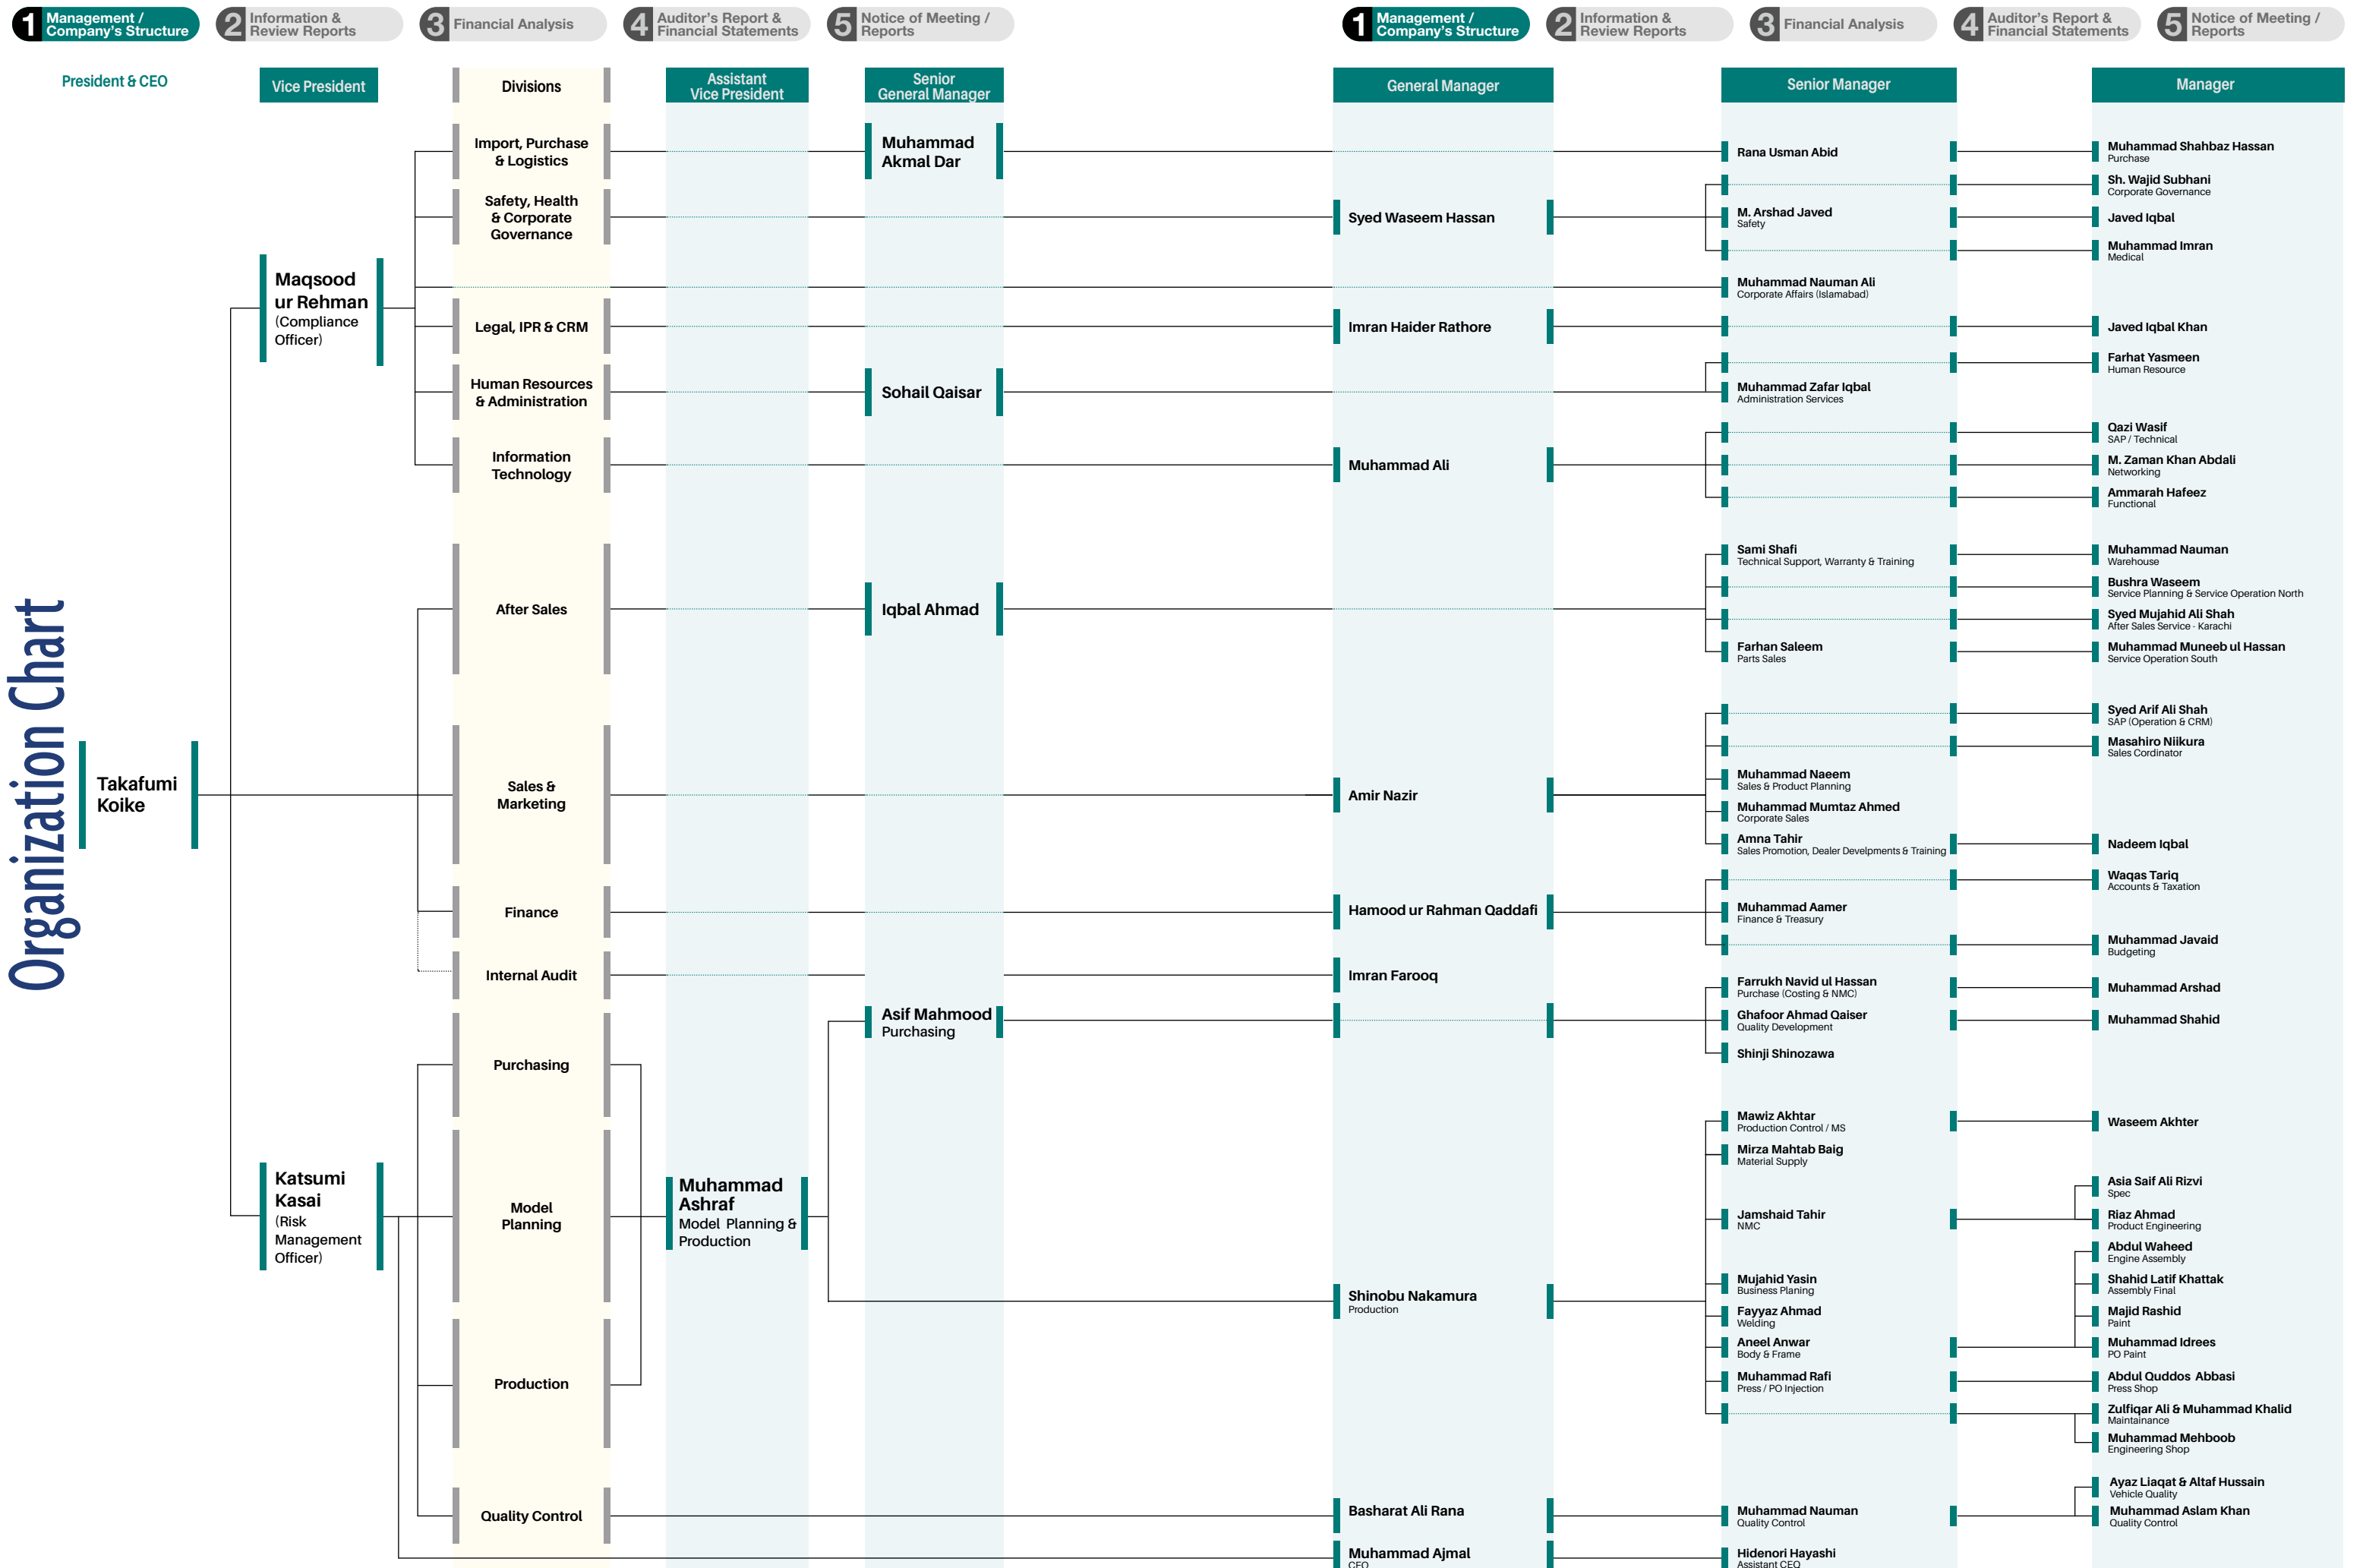 1 Management /
Company's Structure
2 Information &
Review Reports
3 Financial Analysis
4 Auditor's Report &
Financial Statements
5 Notice of Meeting /
Reports
1 Management /
Company's Structure
2 Information &
Review Reports
3 Financial Analysis
4 Auditor's Report &
Financial Statements
5 Notice of Meeting /
Reports
Organization Chart
President & CEO
Takafumi
Koike
Vice President
Maqsood
ur Rehman
(Compliance
Officer)
Katsumi
Kasai
(Risk
Management
Officer)
Divisions
Import, Purchase
& Logistics
Safety, Health
& Corporate
Governance
Legal, IPR & CRM
Human Resources
& Administration
Information
Technology
After Sales
Sales &
Marketing
Finance
Internal Audit
Purchasing
Model
Planning
Production
Quality Control
Assistant
Vice President
Muhammad
Ashraf
Model Planning &
Production
Senior
General Manager
Muhammad
Akmal Dar
Sohail Qaisar
Iqbal Ahmad
Asif Mahmood
Purchasing
General Manager
Syed Waseem Hassan
Imran Haider Rathore
Muhammad Ali
Amir Nazir
Hamood ur Rahman Qaddafi
Imran Farooq
Shinobu Nakamura
Production
Basharat Ali Rana
Muhammad Ajmal
CEQ
Senior Manager
Rana Usman Abid
M. Arshad Javed
Safety
Muhammad Nauman Ali
Corporate Affairs (Islamabad)
Muhammad Zafar Iqbal
Administration Services
Sami Shafi
Technical Support, Warranty & Training
Farhan Saleem
Parts Sales
Muhammad Naeem
Sales & Product Planning
Muhammad Mumtaz Ahmed
Corporate Sales
Amna Tahir
Sales Promotion, Dealer Develpments & Training
Muhammad Aamer
Finance & Treasury
Farrukh Navid ul Hassan
Purchase (Costing & NMC)
Ghafoor Ahmad Qaiser
Quality Development
Shinji Shinozawa
Mawiz Akhtar
Production Control / MS
Mirza Mahtab Baig
Material Supply
Jamshaid Tahir
NMC
Mujahid Yasin
Business Planing
Fayyaz Ahmad
Welding
Aneel Anwar
Body & Frame
Muhammad Rafi
Press / PO Injection
Muhammad Nauman
Quality Control
Hidenori Hayashi
Assistant CEQ
Manager
Muhammad Shahbaz Hassan
Purchase
Sh. Wajid Subhani
Corporate Governance
Javed Iqbal
Muhammad Imran
Medical
Javed Iqbal Khan
Farhat Yasmeen
Human Resource
Qazi Wasif
SAP / Technical
M. Zaman Khan Abdali
Networking
Ammarah Hafeez
Functional
Muhammad Nauman
Warehouse
Bushra Waseem
Service Planning & Service Operation North
Syed Mujahid Ali Shah
After Sales Service - Karachi
Muhammad Muneeb ul Hassan
Service Operation South
Syed Arif Ali Shah
SAP (Operation & CRM)
Masahiro Niikura
Sales Cordinator
Nadeem Iqbal
Waqas Tariq
Accounts & Taxation
Muhammad Javaid
Budgeting
Muhammad Arshad
Muhammad Shahid
Waseem Akhter
Asia Saif Ali Rizvi
Spec
Riaz Ahmad
Product Engineering
Abdul Waheed
Engine Assembly
Shahid Latif Khattak
Assembly Final
Majid Rashid
Paint
Muhammad Idrees
PO Paint
Abdul Quddos Abbasi
Press Shop
Zulfiqar Ali & Muhammad Khalid
Maintainance
Muhammad Mehboob
Engineering Shop
Ayaz Liaqat & Altaf Hussain
Vehicle Quality
Muhammad Aslam Khan
Quality Control